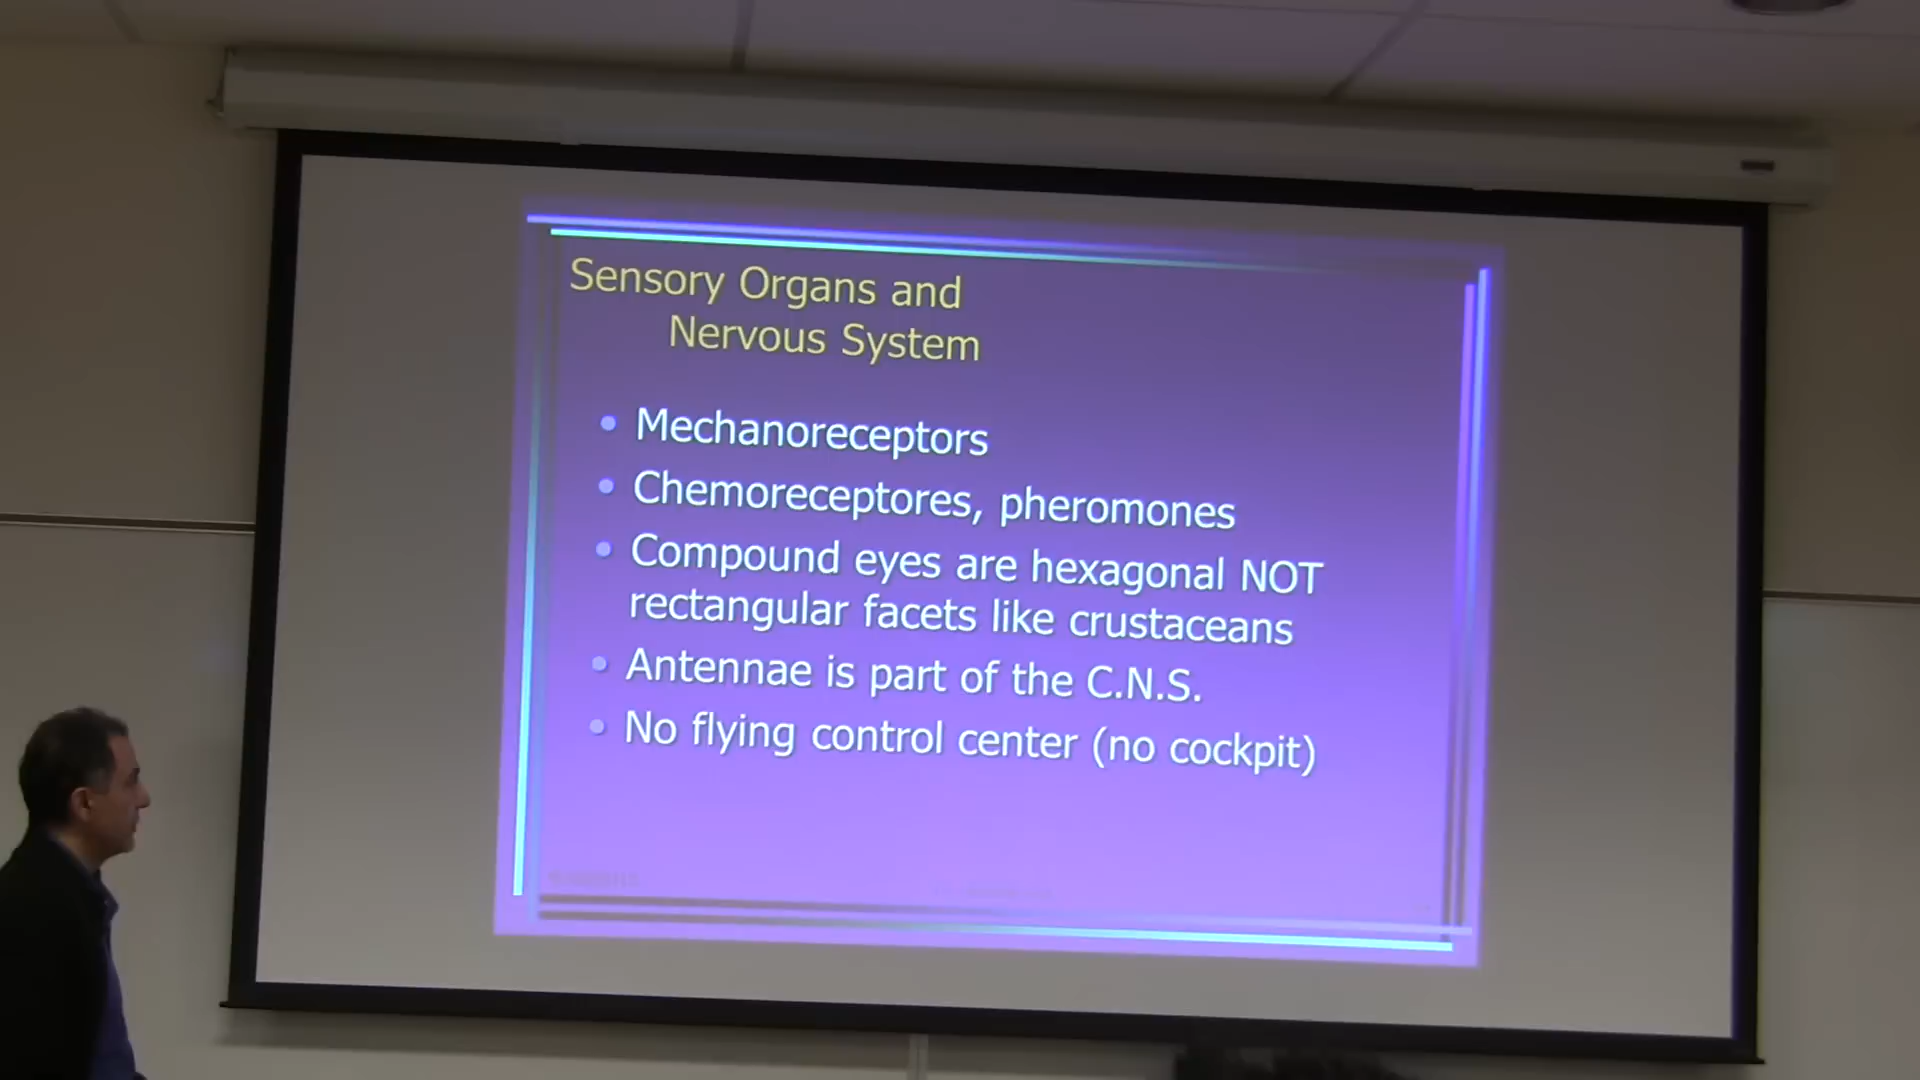 Sensory Organs and
Nervous System
• Mechanoreceptors
• Chemoreceptores, pheromones
• Compound eyes are hexagonal NOT
rectangular facets like crustaceans
• Antennae is part of the C.N.S.
• No flying control center (no cockpit)